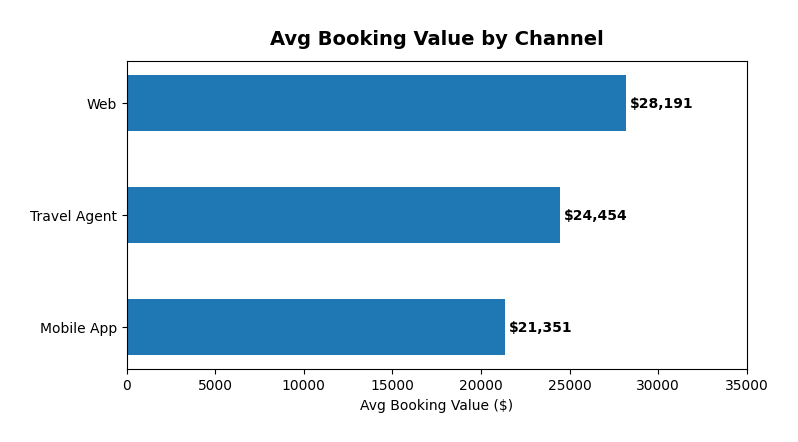 Avg Booking Value by Channel
Web
$28,191
Travel Agent
$24,454
Mobile App
$21,351
0 5000 10000 15000 20000 25000 30000 35000
Avg Booking Value ($)